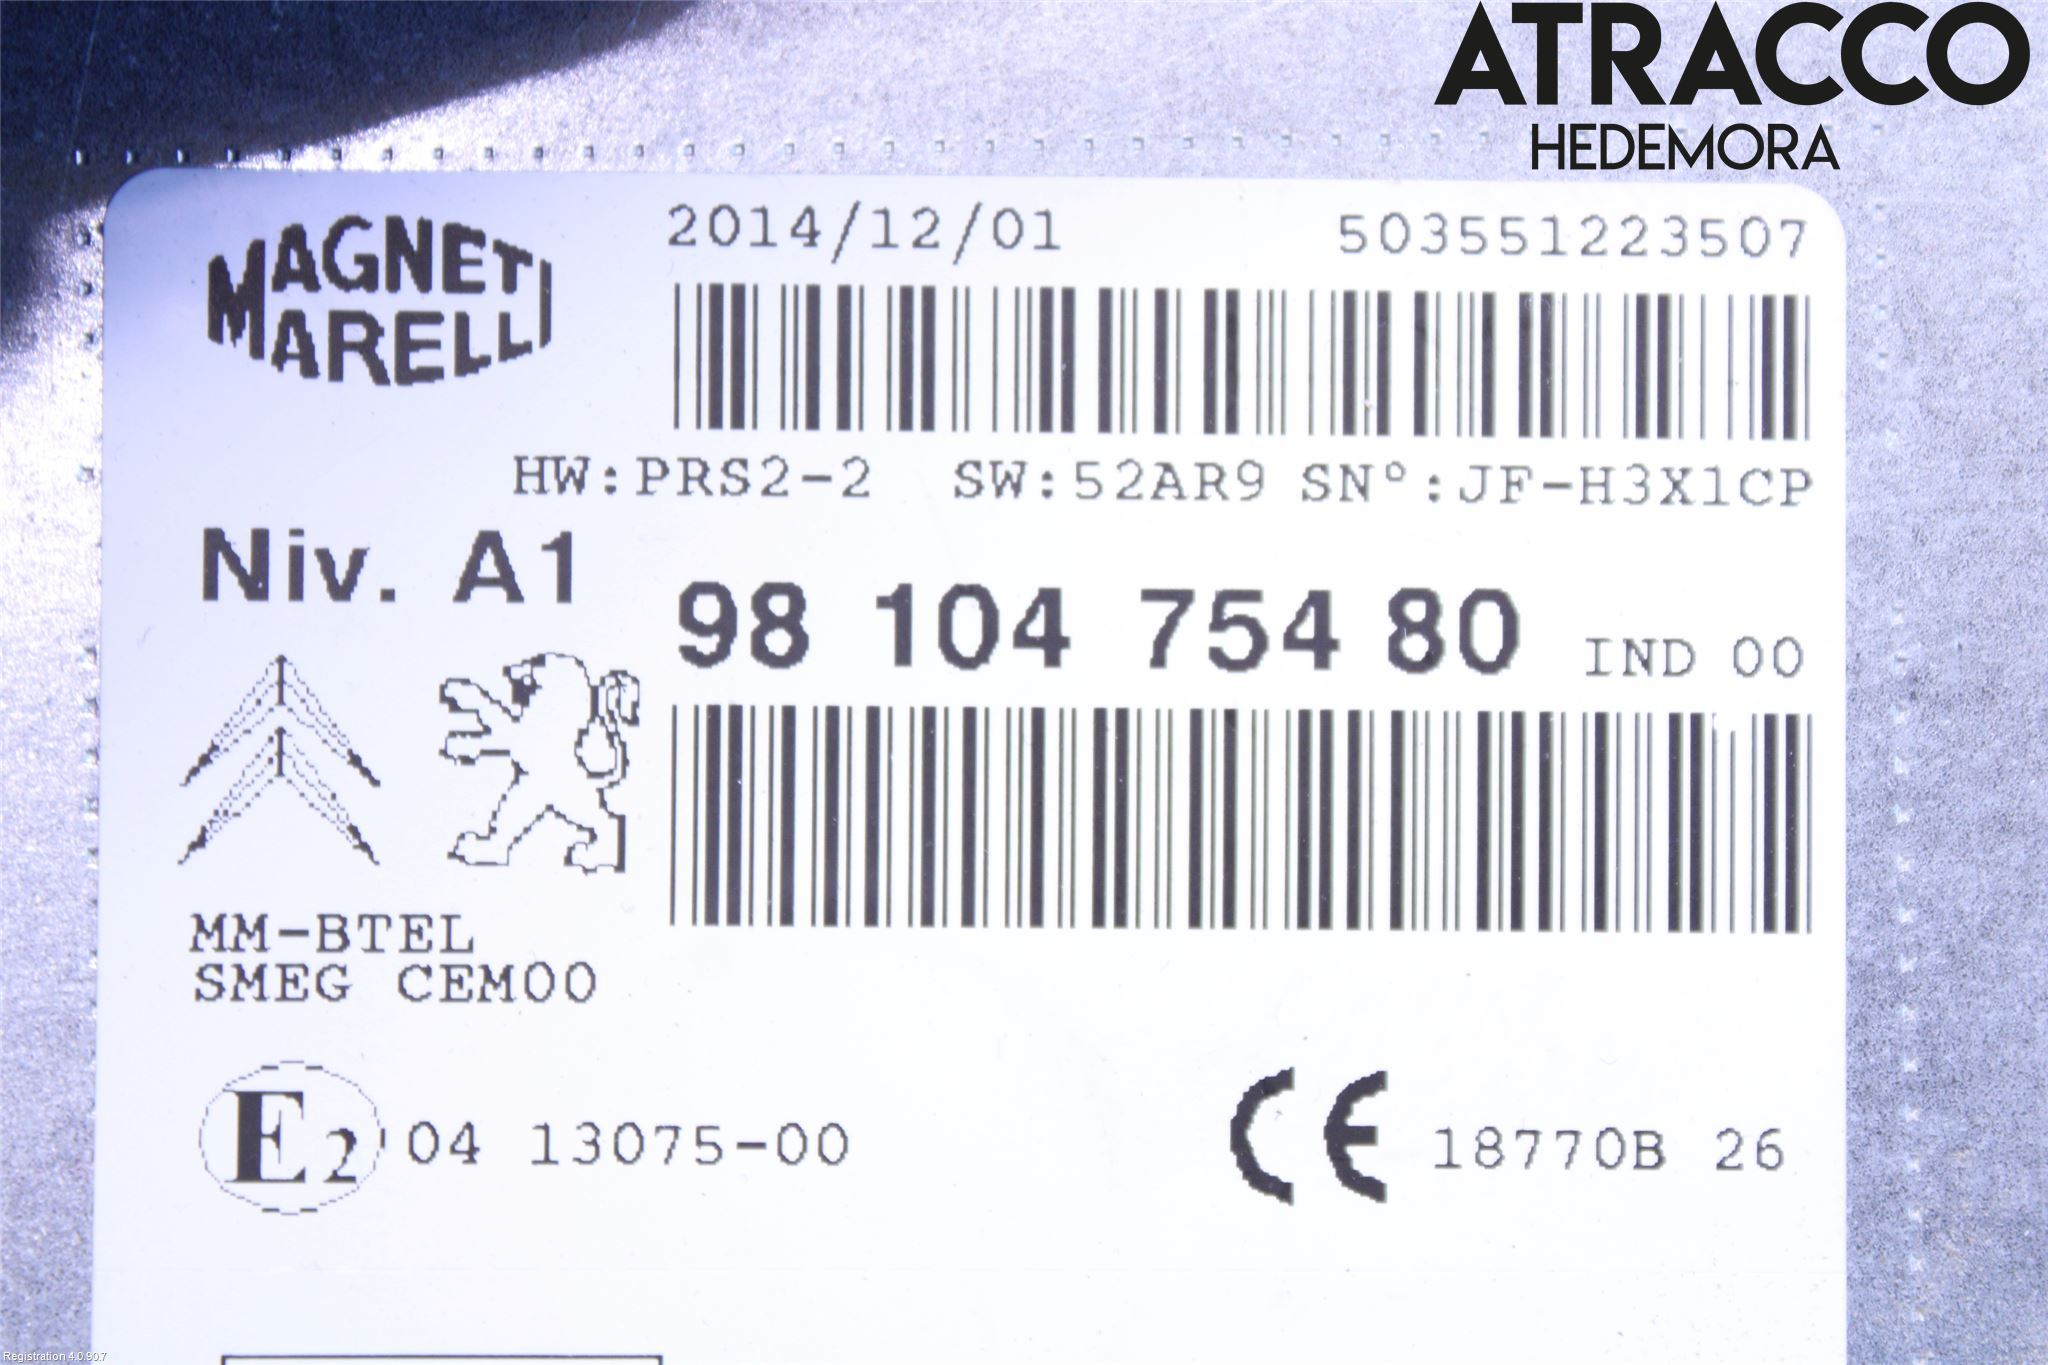 ATRACCO
HEDEMORA
MAGNETI
MARELLI
2014/12/01 503551223507
HW:PRS2-2 SW:52AR9 SN°:JF-H3X1CP
Niv. A1
98 104 754 80 IND 00
MM-BTEL
SMEG CEM00
E2 04 13075-00
CE 18770B 26
Registration 4.0.90.7